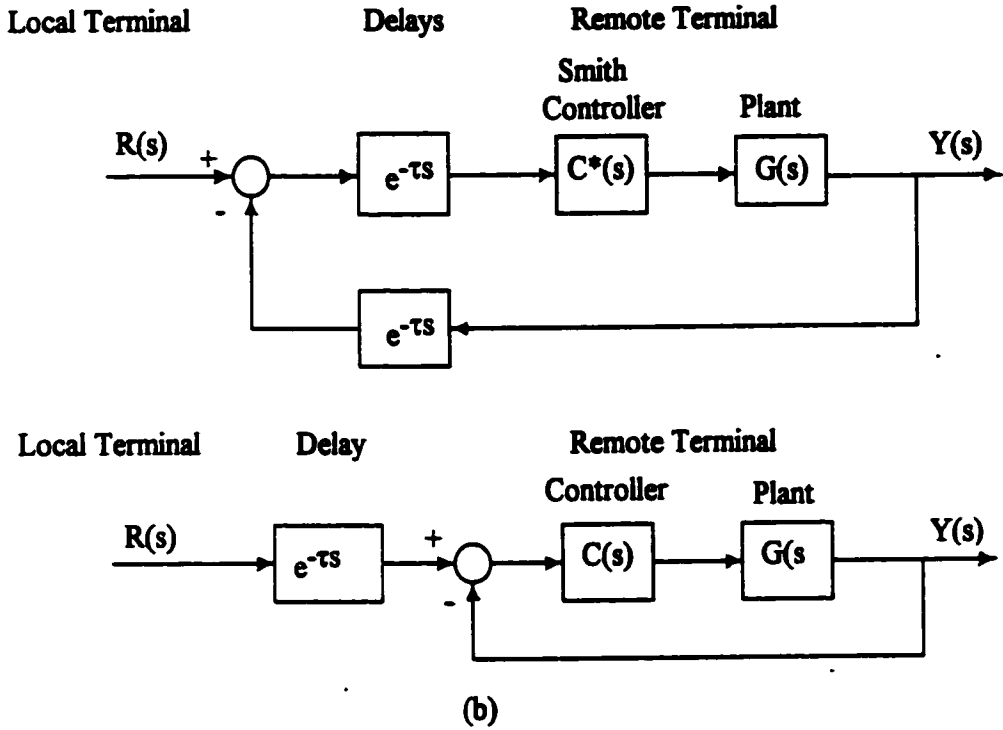 Local Terminal Delays Remote Terminal
Smith
Controller Plant
R(s) + e-τs C*(s) G(s) Y(s)
-
e-τs
Local Terminal Delay Remote Terminal
Controller Plant
R(s) e-τs + C(s) G(s Y(s)
-
(b)